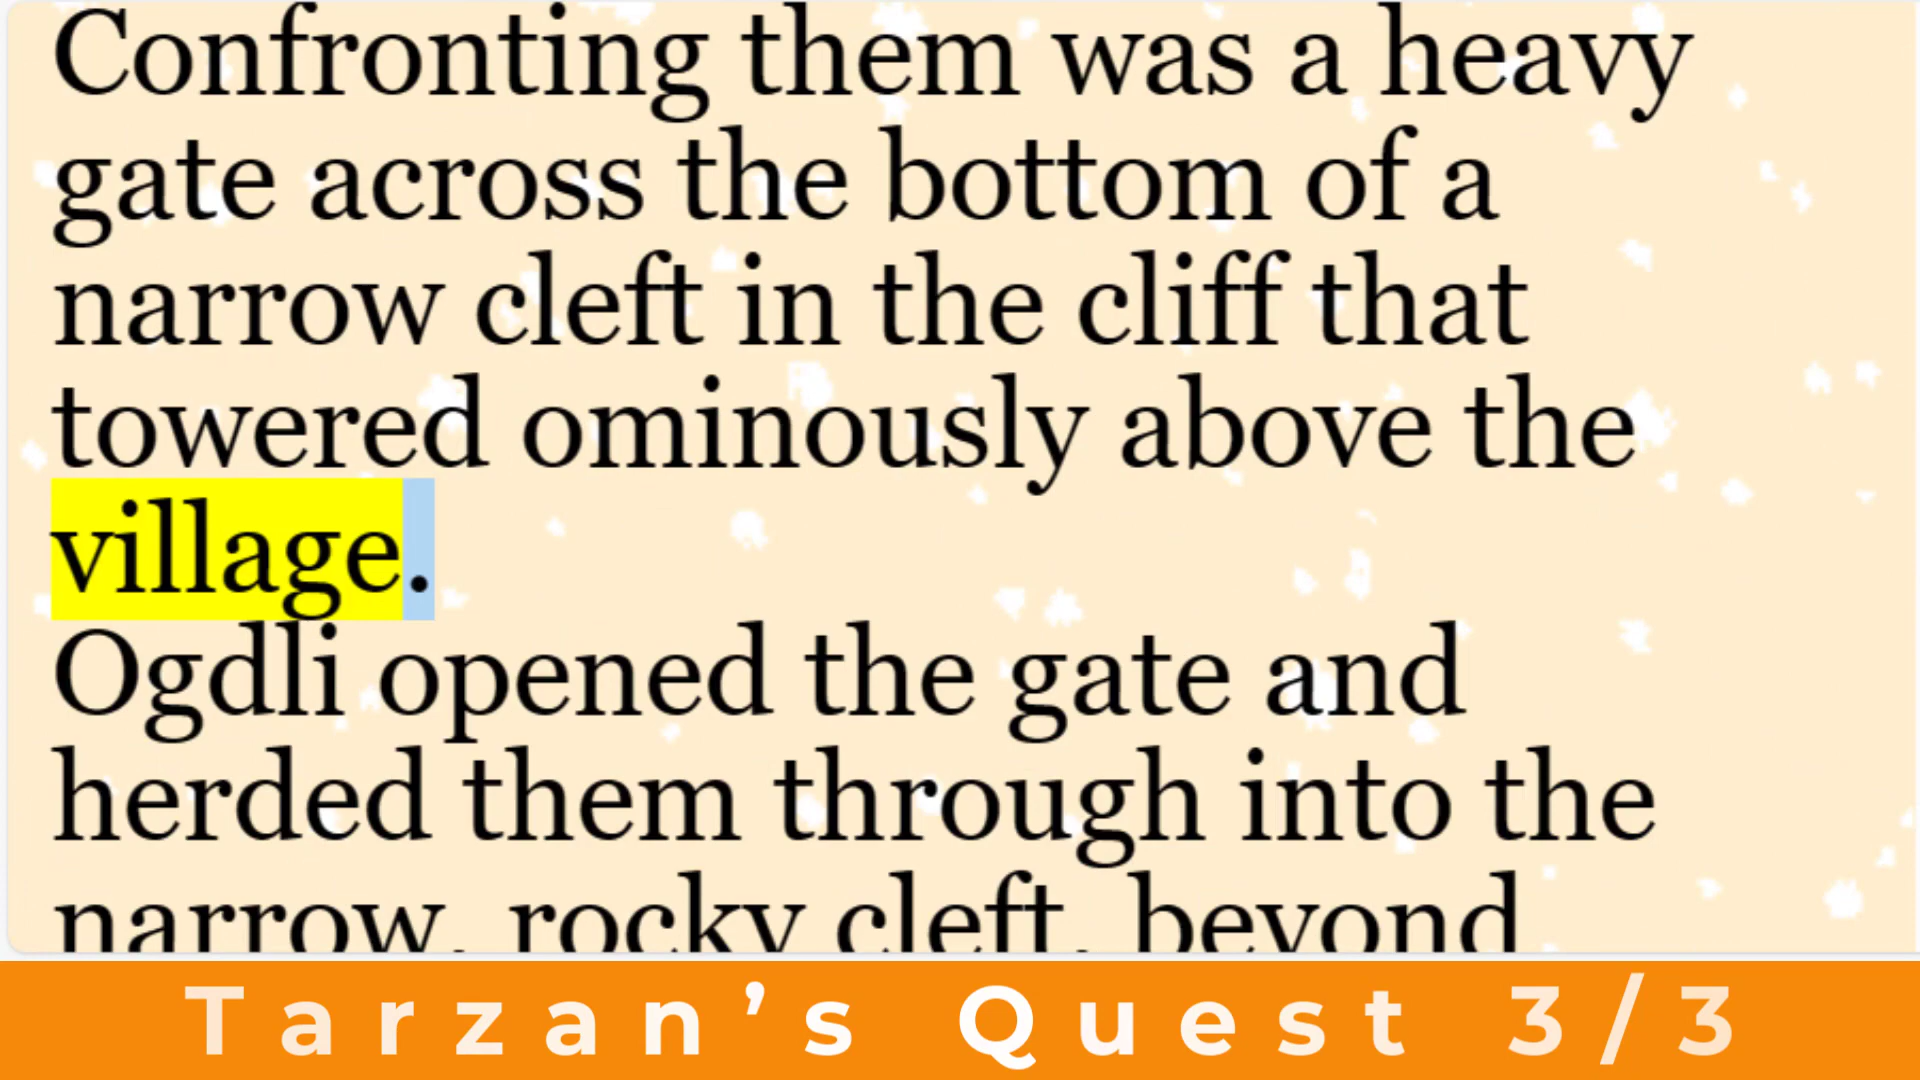 Confronting them was a heavy
gate across the bottom of a
narrow cleft in the cliff that
towered ominously above the
village.
Ogdli opened the gate and
herded them through into the
narrow, rocky cleft, beyond
Tarzan’s Quest 3/3